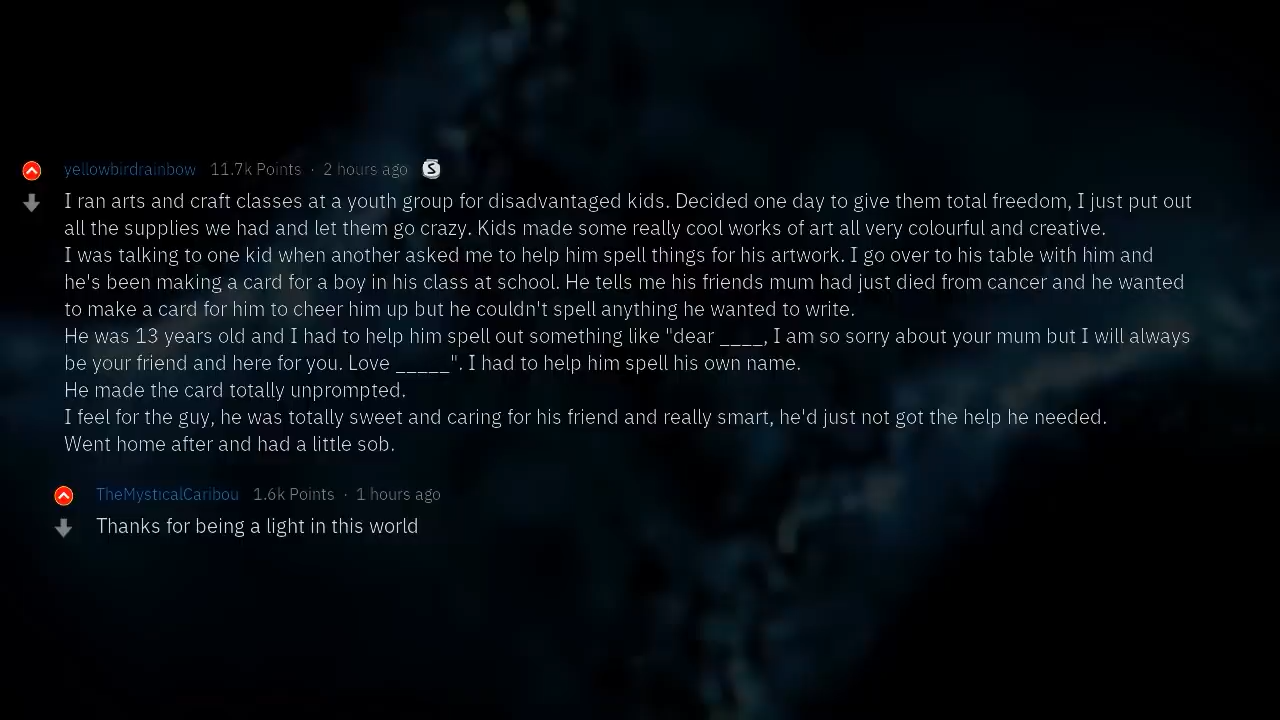 yellowbirdrainbow 11.7k Points · 2 hours ago S
I ran arts and craft classes at a youth group for disadvantaged kids. Decided one day to give them total freedom, I just put out
all the supplies we had and let them go crazy. Kids made some really cool works of art all very colourful and creative.
I was talking to one kid when another asked me to help him spell things for his artwork. I go over to his table with him and
he's been making a card for a boy in his class at school. He tells me his friends mum had just died from cancer and he wanted
to make a card for him to cheer him up but he couldn't spell anything he wanted to write.
He was 13 years old and I had to help him spell out something like "dear ____, I am so sorry about your mum but I will always
be your friend and here for you. Love _____". I had to help him spell his own name.
He made the card totally unprompted.
I feel for the guy, he was totally sweet and caring for his friend and really smart, he'd just not got the help he needed.
Went home after and had a little sob.
TheMysticalCaribou 1.6k Points · 1 hours ago
Thanks for being a light in this world